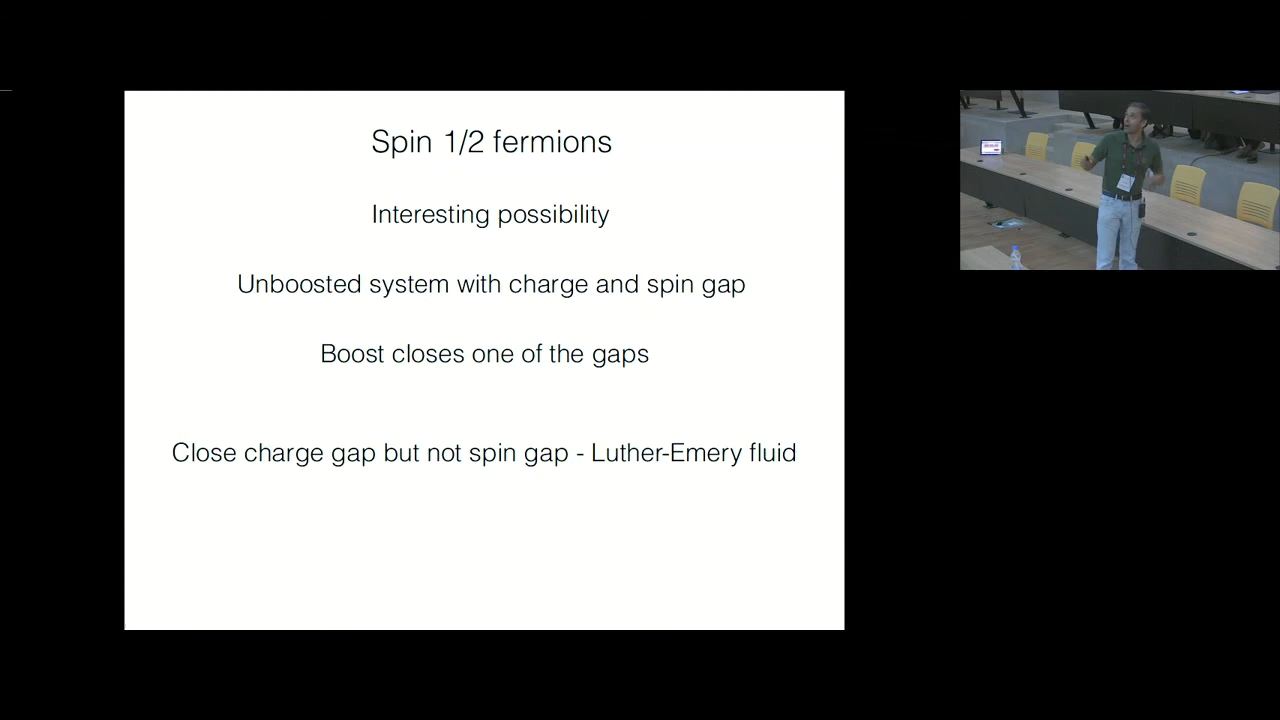 Spin 1/2 fermions
Interesting possibility
Unboosted system with charge and spin gap
Boost closes one of the gaps
Close charge gap but not spin gap - Luther-Emery fluid